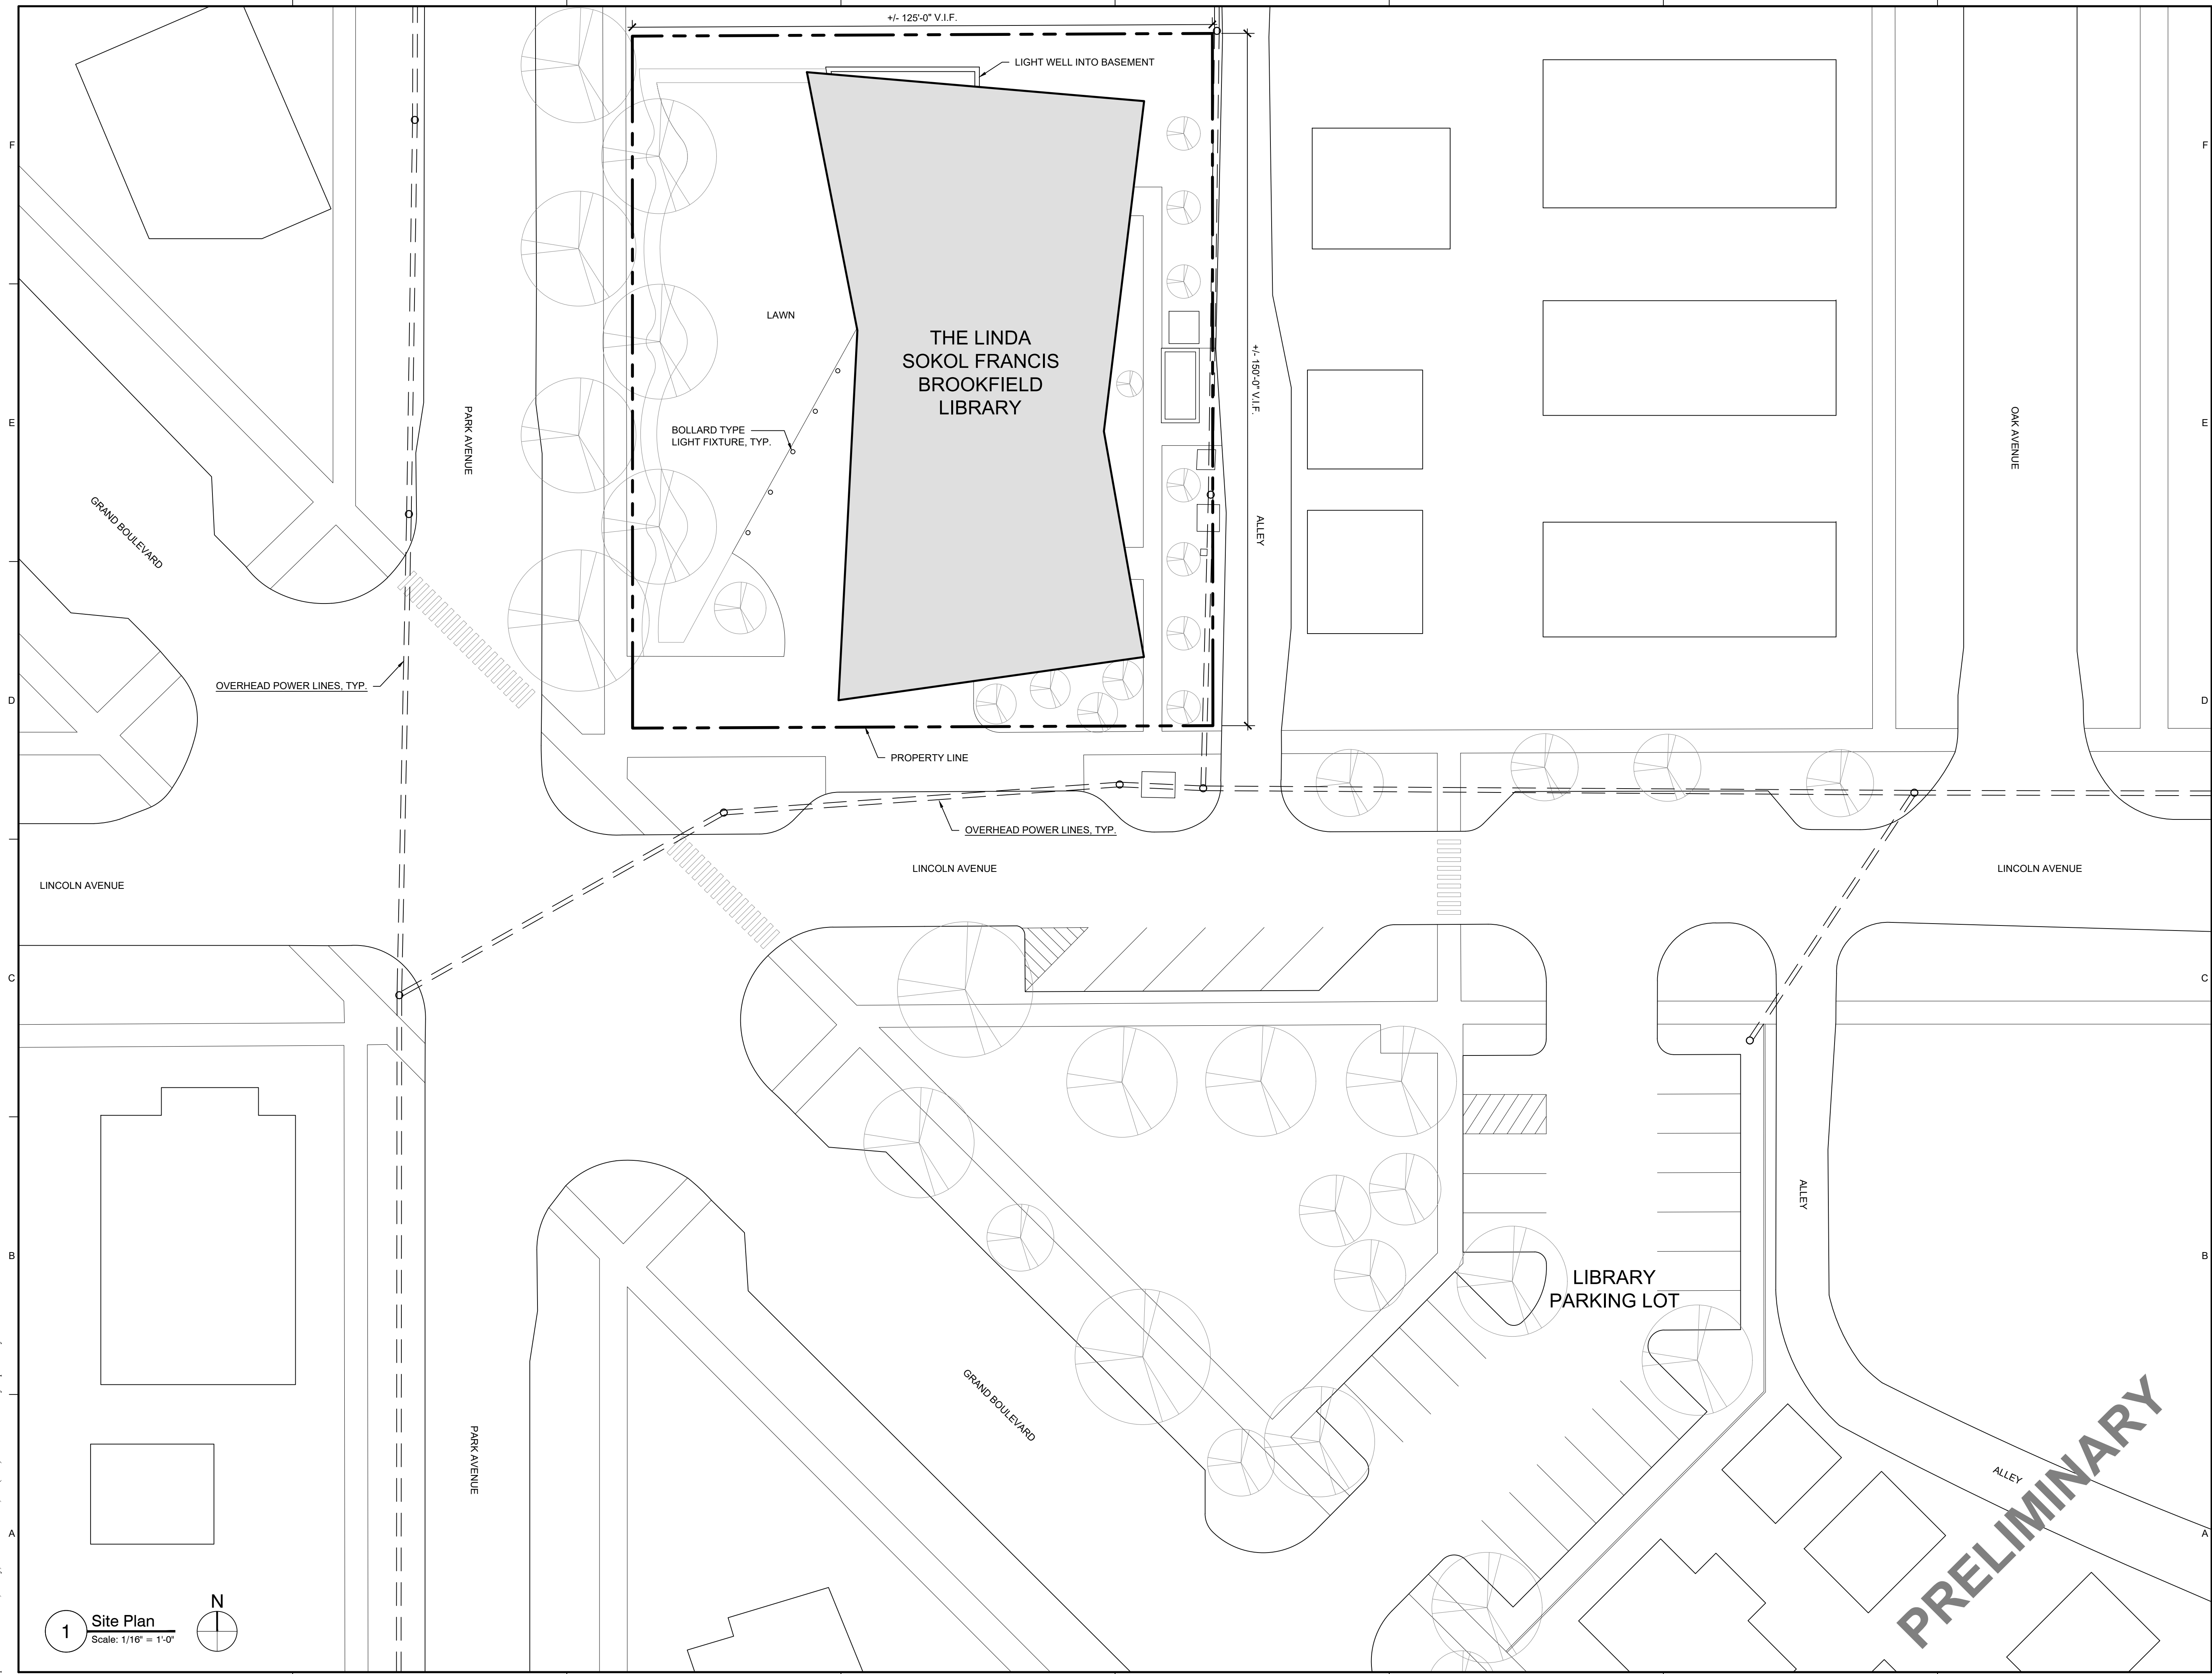 +/- 125'-0" V.I.F.
LIGHT WELL INTO BASEMENT
F
F
LAWN
THE LINDA
SOKOL FRANCIS
BROOKFIELD
LIBRARY
+/- 150'-0" V.I.F.
PARK AVENUE
OAK AVENUE
E
E
BOLLARD TYPE
LIGHT FIXTURE, TYP.
GRAND BOULEVARD
ALLEY
OVERHEAD POWER LINES, TYP.
D
D
PROPERTY LINE
OVERHEAD POWER LINES, TYP.
LINCOLN AVENUE
LINCOLN AVENUE
LINCOLN AVENUE
C
C
ALLEY
B
B
LIBRARY
PARKING LOT
GRAND BOULEVARD
PARK AVENUE
ALLEY
PRELIMINARY
A
A
1
Site Plan
Scale: 1/16" = 1'-0"
N